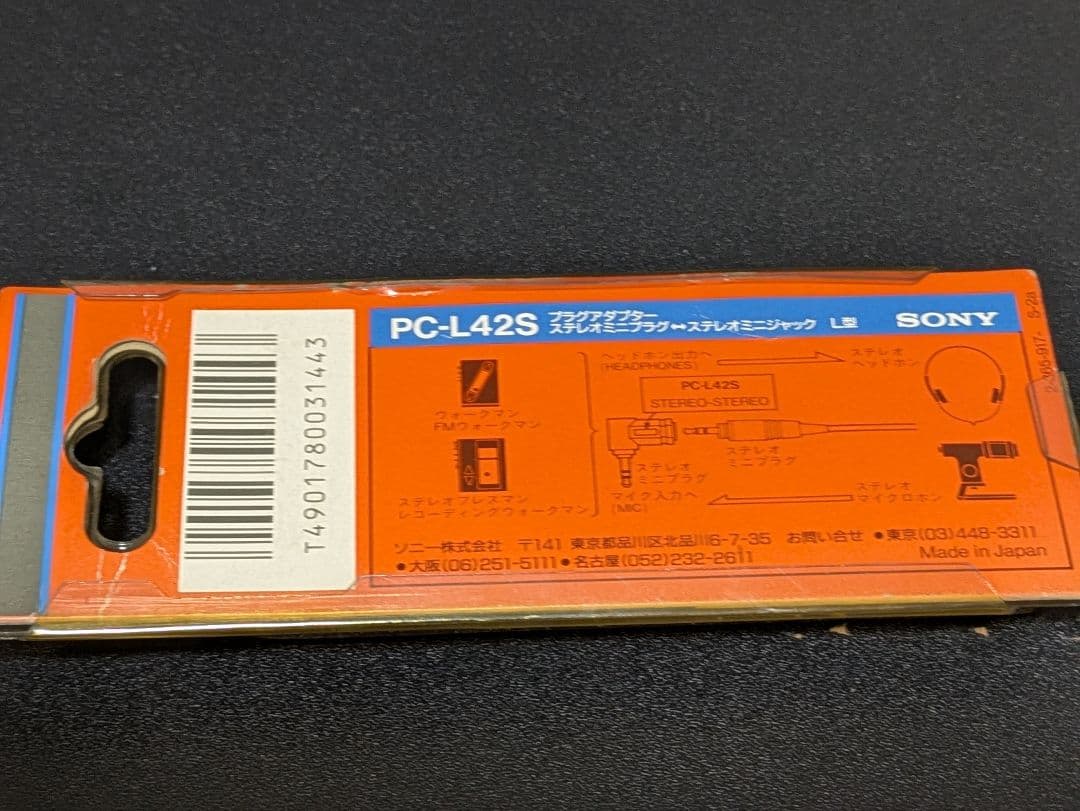 PC-L42S プラグアダプター
ステレオミニプラグ↔ステレオミニジャック L型 SONY
ウォークマン
FMウォークマン
ステレオプレスマン
レコーディングウォークマン
ヘッドホン出力へ
(HEADPHONES)
ステレオ
ヘッドホン
PC-L42S
STEREO-STEREO
ステレオ
ミニプラグ
ステレオ
ミニプラグ
マイク入力へ
(MIC)
ステレオ
マイクロホン
ソニー株式会社 〒141 東京都品川区北品川6-7-35 お問い合せ ●東京(03)448-3311
●大阪(06)251-5111●名古屋(052)232-2611
Made in Japan
T4901780031443